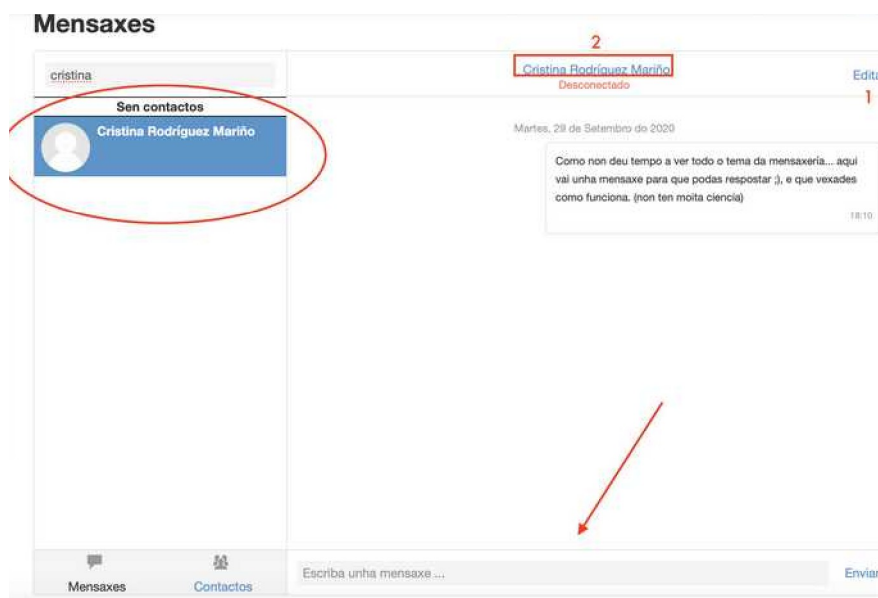 Mensaxes
cristina
Sen contactos
Cristina Rodríguez Mariño
2
Cristina Rodríguez Mariño
Desconectado
Edita
1
Martes, 29 de Setembro do 2020
Como non deu tempo a ver todo o tema da mensaxería... aqui
vai unha mensaxe para que podas respostar ;), e que vexades
como funciona. (non ten moita ciencia)
18:10
Mensaxes
Contactos
Escriba unha mensaxe ...
Enviar